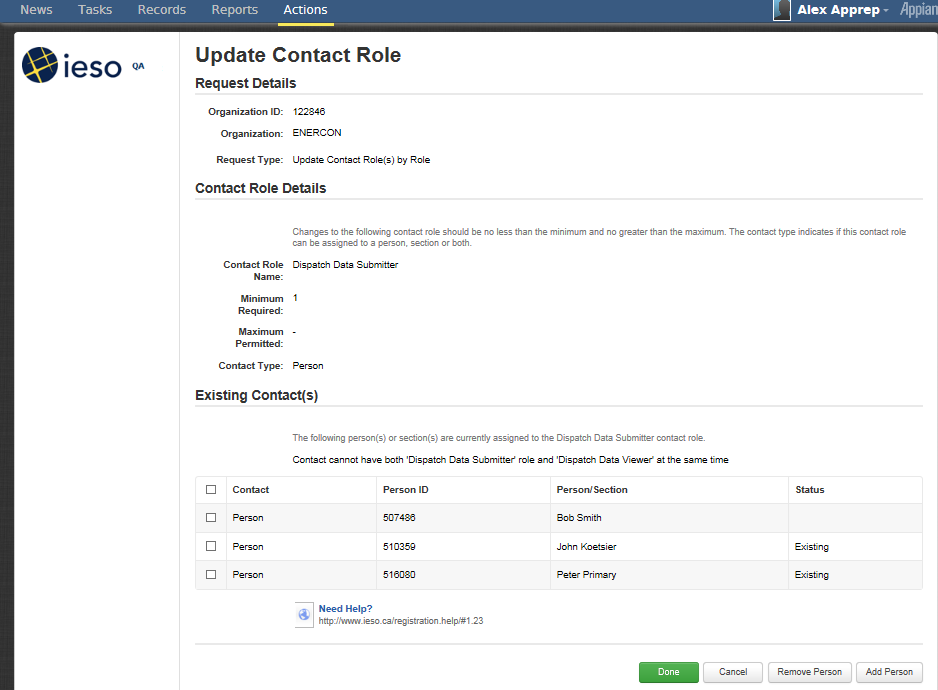 News Tasks Records Reports Actions Alex Apprep Appian
ieso QA
Update Contact Role
Request Details
Organization ID: 122846
Organization: ENERCON
Request Type: Update Contact Role(s) by Role
Contact Role Details
Changes to the following contact role should be no less than the minimum and no greater than the maximum. The contact type indicates if this contact role
can be assigned to a person, section or both.
Contact Role Dispatch Data Submitter
Name:
Minimum 1
Required:
Maximum -
Permitted:
Contact Type: Person
Existing Contact(s)
The following person(s) or section(s) are currently assigned to the Dispatch Data Submitter contact role.
Contact cannot have both 'Dispatch Data Submitter' role and 'Dispatch Data Viewer' at the same time
Contact Person ID Person/Section Status
Person 507486 Bob Smith
Person 510359 John Koetsier Existing
Person 516080 Peter Primary Existing
Need Help?
http://www.ieso.ca/registration.help/#1.23
Done Cancel Remove Person Add Person